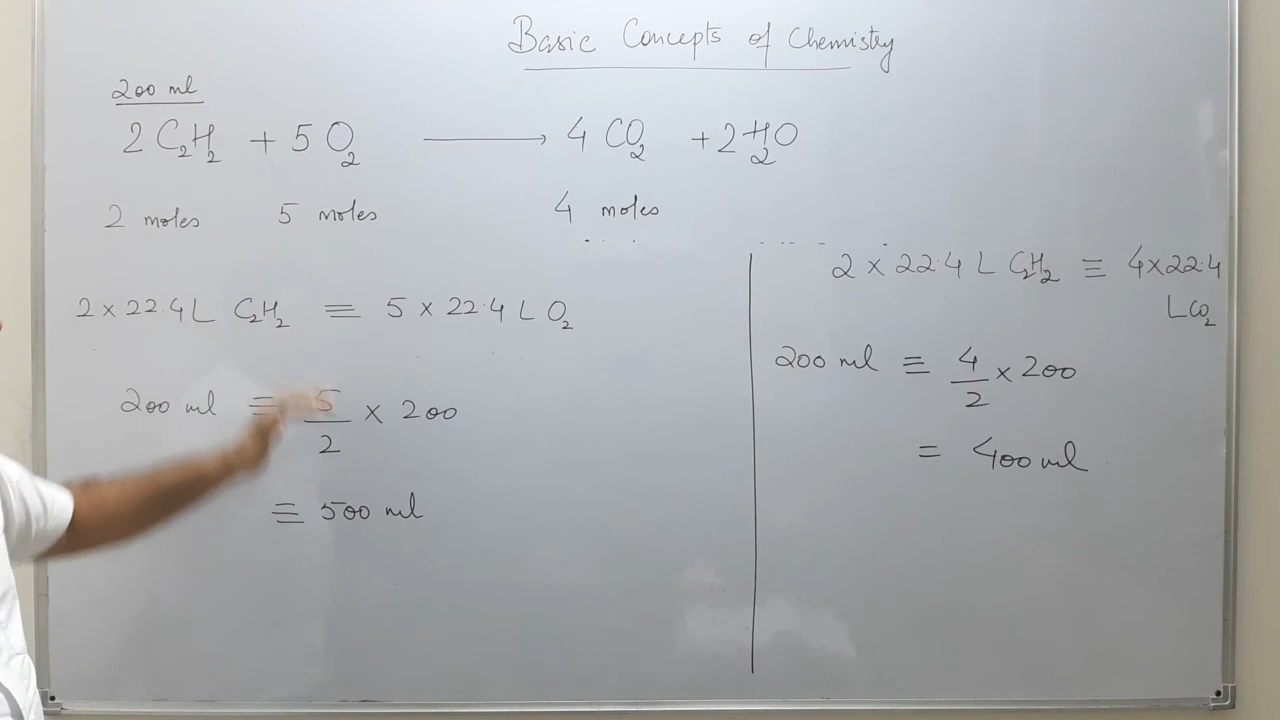 Basic Concepts of Chemistry
200 ml
2 C2H2 + 5 O2 → 4 CO2 + 2 H2O
2 moles 5 moles 4 moles
2 × 22.4 L C2H2 ≡ 5 × 22.4 L O2
200 ml ≡ 5/2 × 200
≡ 500 ml
2 × 22.4 L C2H2 ≡ 4×22.4
L CO2
200 ml ≡ 4/2 × 200
= 400 ml